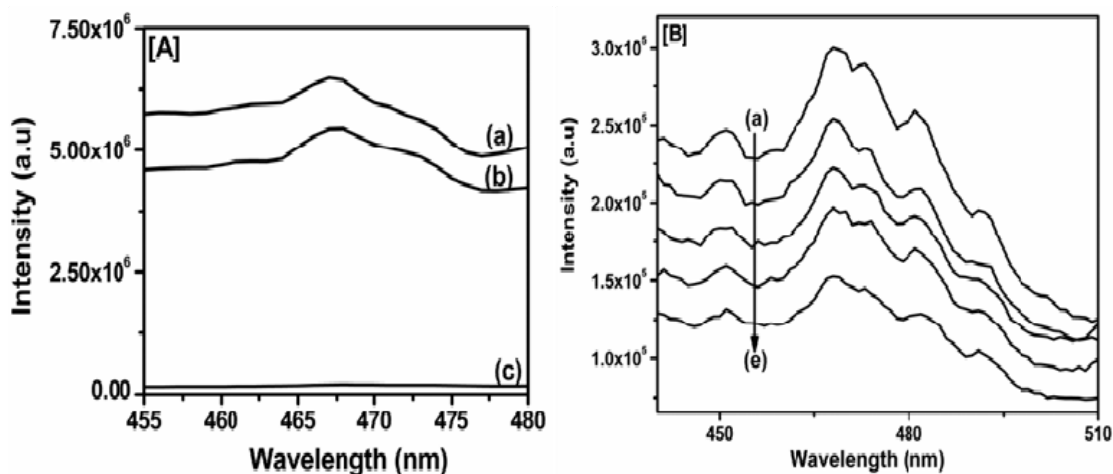 [A]
7.50x10⁶
5.00x10⁶
2.50x10⁶
0.00
Intensity (a.u)
(a)
(b)
(c)
455 460 465 470 475 480
Wavelength (nm)
[B]
3.0x10⁵
2.5x10⁵
2.0x10⁵
1.5x10⁵
1.0x10⁵
Intensity (a.u)
(a)
(e)
450 480 510
Wavelength (nm)